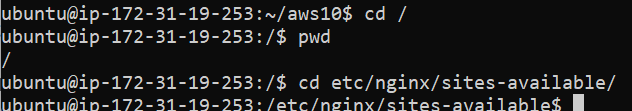 ubuntu@ip-172-31-19-253:~/aws10$ cd /
ubuntu@ip-172-31-19-253:/$ pwd
/
ubuntu@ip-172-31-19-253:/$ cd etc/nginx/sites-available/
ubuntu@ip-172-31-19-253:/etc/nginx/sites-available$